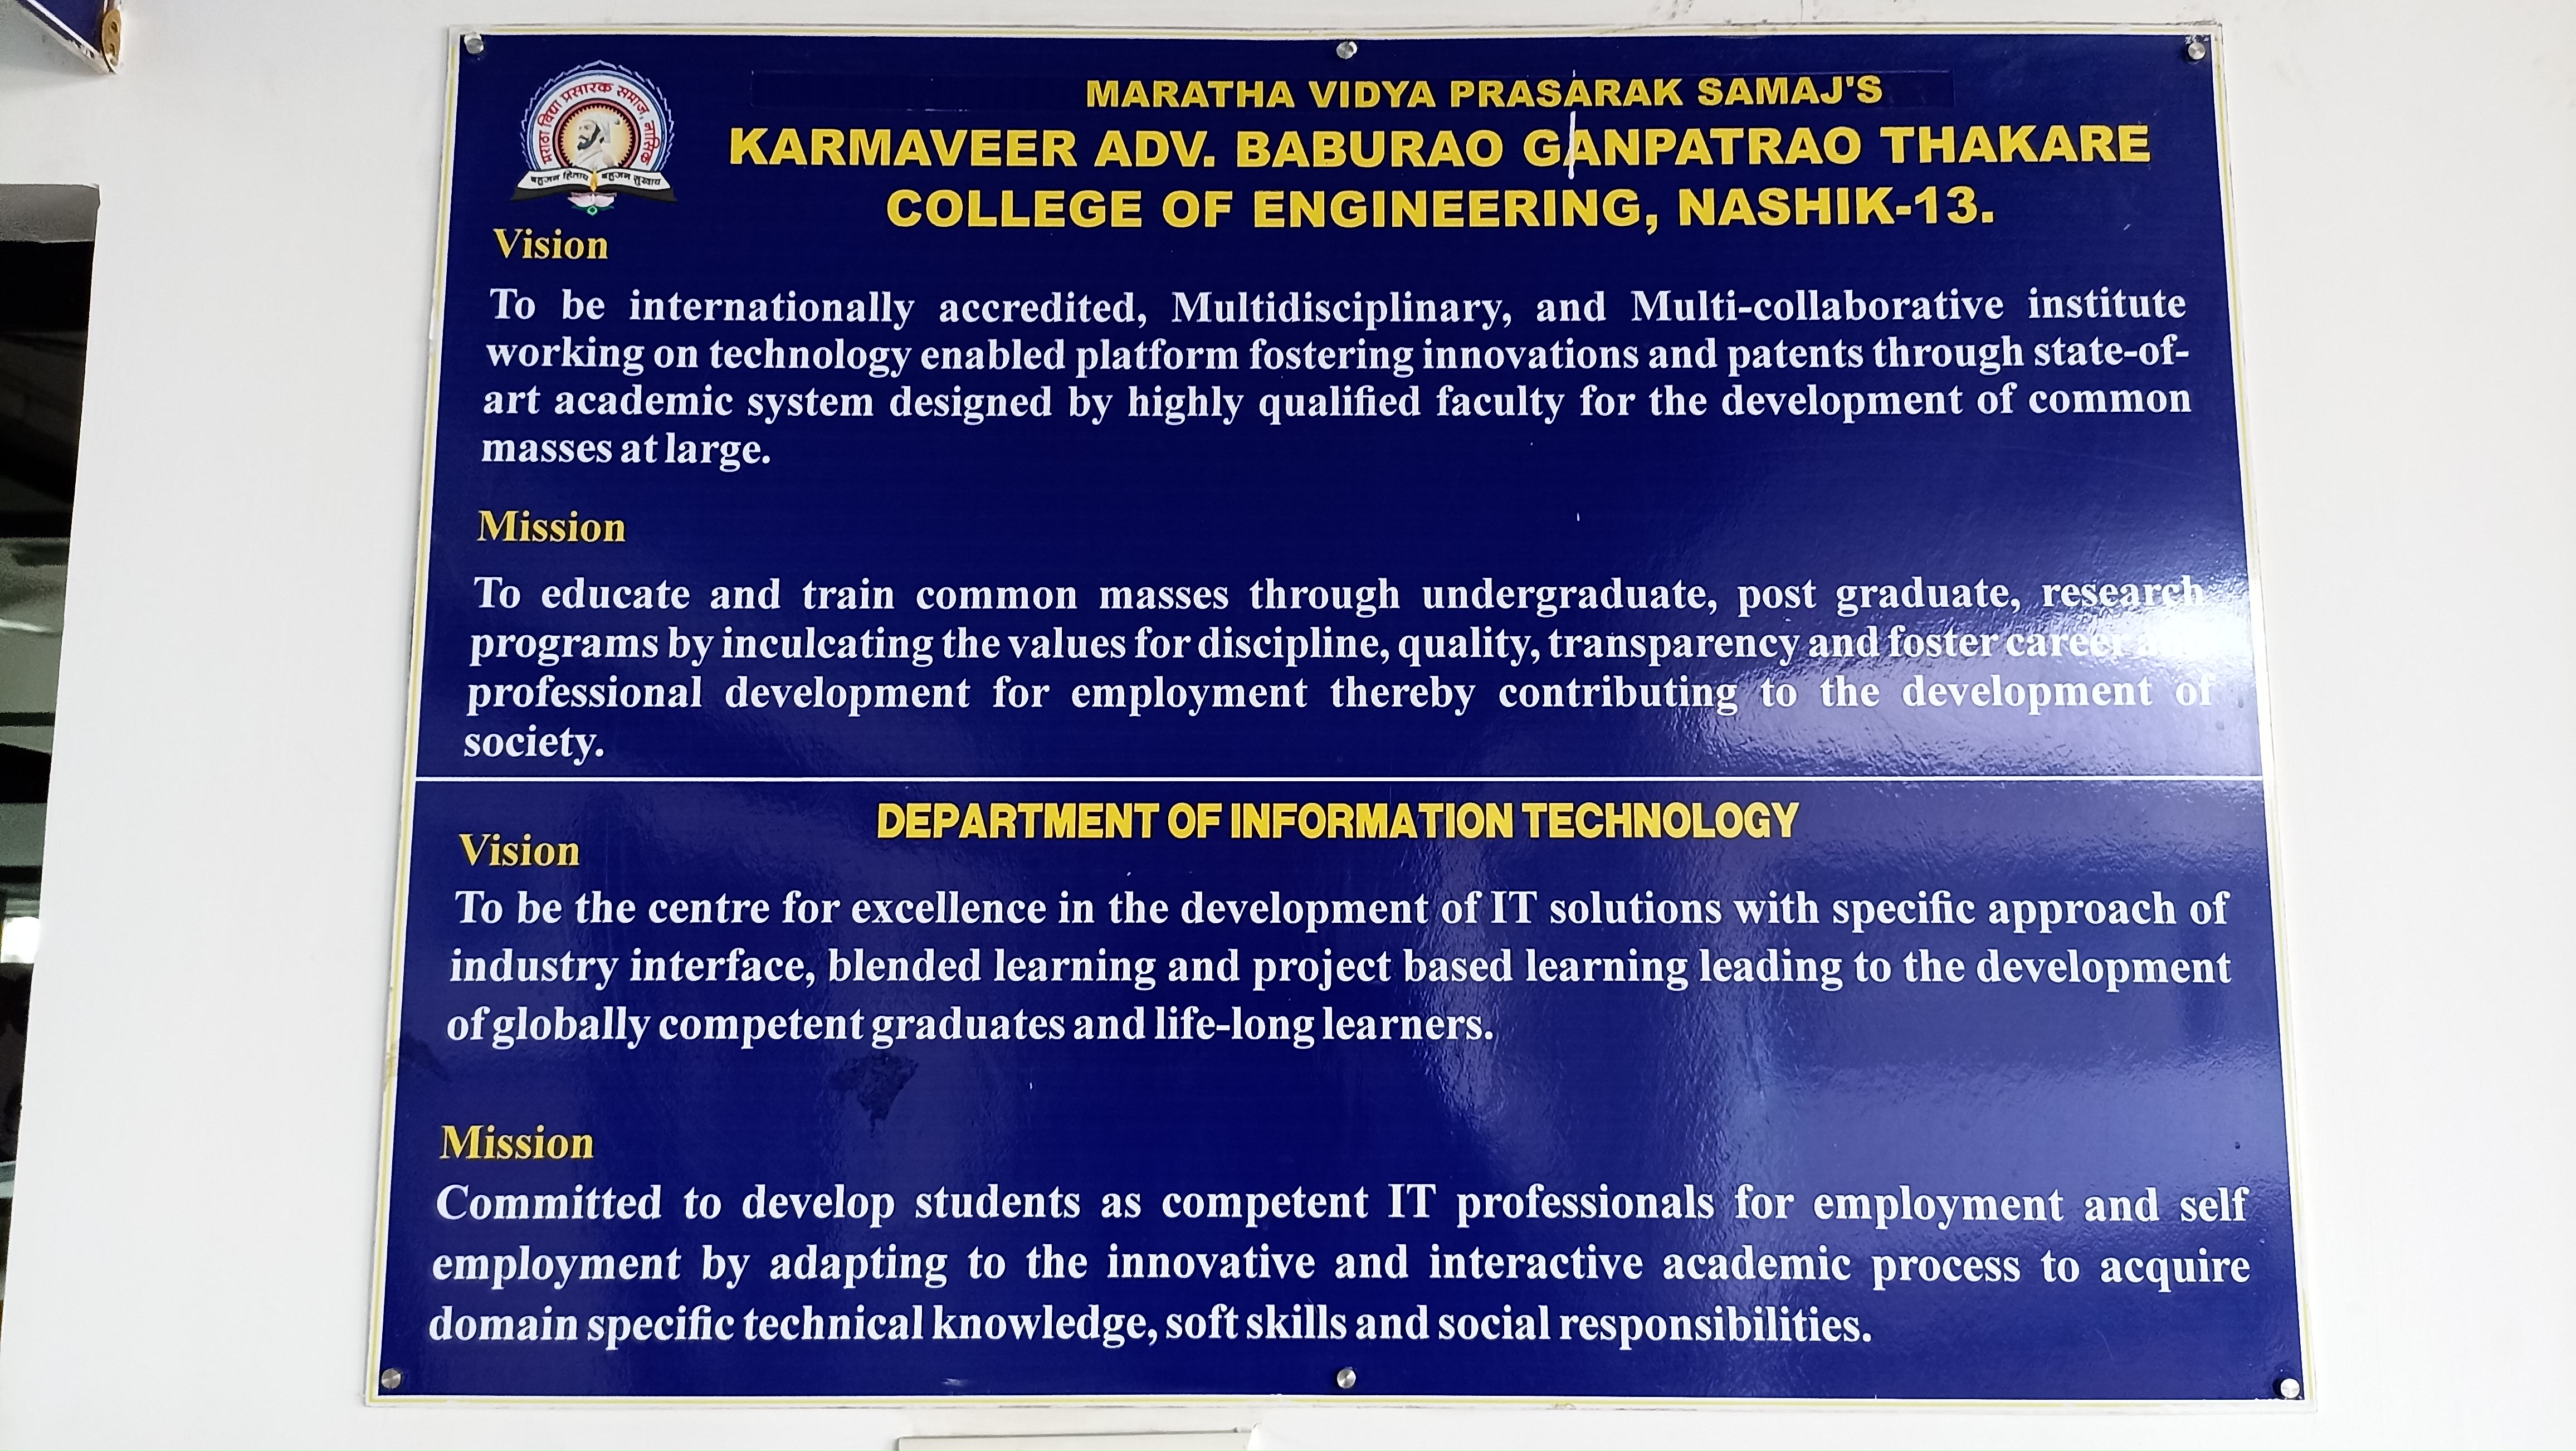 मराठा विद्या प्रसारक समाज, नाशिक
बहुजन हिताय बहुजन सुखाय
MARATHA VIDYA PRASARAK SAMAJ'S
KARMAVEER ADV. BABURAO GANPATRAO THAKARE
COLLEGE OF ENGINEERING, NASHIK-13.
Vision
To be internationally accredited, Multidisciplinary, and Multi-collaborative institute
working on technology enabled platform fostering innovations and patents through state-of-
art academic system designed by highly qualified faculty for the development of common
masses at large.
Mission
To educate and train common masses through undergraduate, post graduate, research
programs by inculcating the values for discipline, quality, transparency and foster career
professional development for employment thereby contributing to the development of
society.
DEPARTMENT OF INFORMATION TECHNOLOGY
Vision
To be the centre for excellence in the development of IT solutions with specific approach of
industry interface, blended learning and project based learning leading to the development
of globally competent graduates and life-long learners.
Mission
Committed to develop students as competent IT professionals for employment and self
employment by adapting to the innovative and interactive academic process to acquire
domain specific technical knowledge, soft skills and social responsibilities.